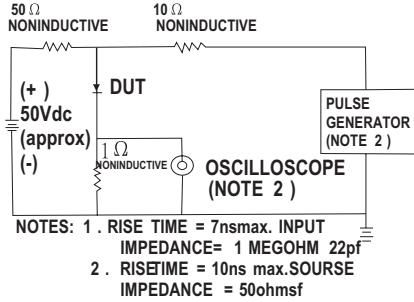 50 Ω
NONINDUCTIVE
10 Ω
NONINDUCTIVE
(+ )
50Vdc
(approx)
(-)
DUT
1 Ω
NONINDUCTIVE
OSCILLOSCOPE
(NOTE 2 )
PULSE
GENERATOR
(NOTE 2 )
NOTES: 1 . RISE TIME = 7nsmax. INPUT
IMPEDANCE= 1 MEGOHM 22pf
2 . RISETIME = 10ns max.SOURSE
IMPEDANCE = 50ohmsf